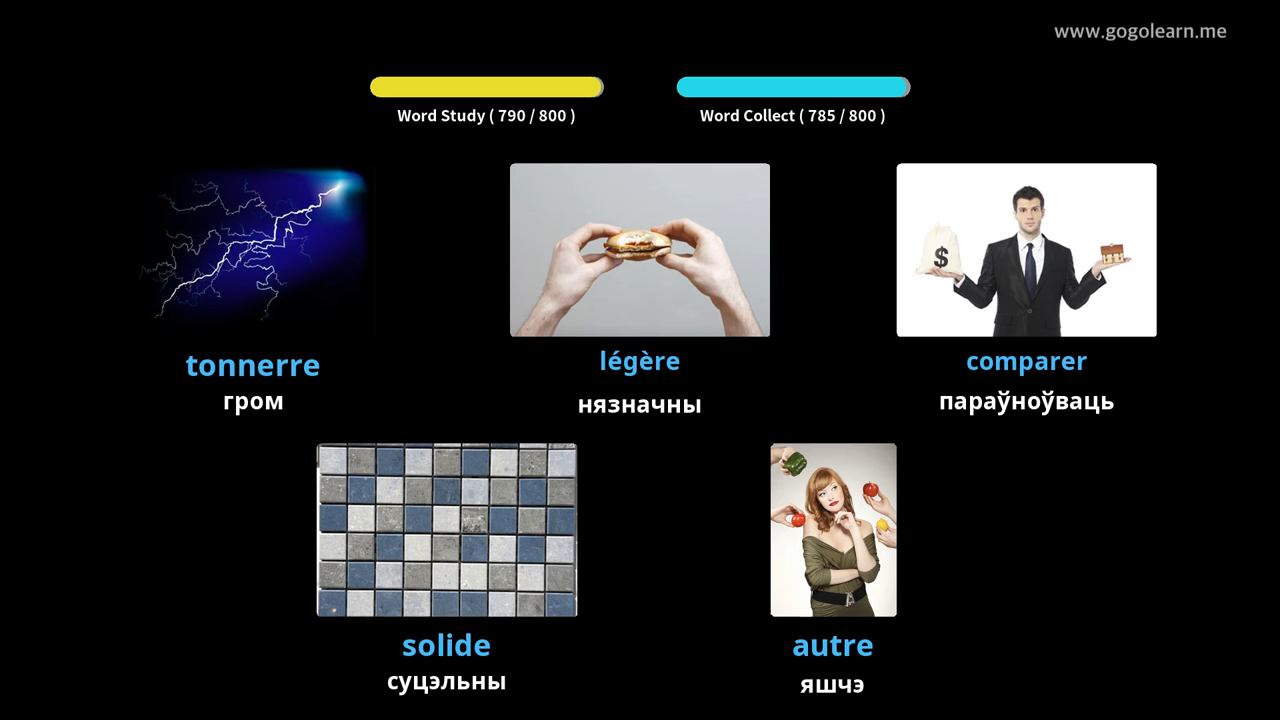 www.gogolearn.me
Word Study ( 790 / 800 )
Word Collect ( 785 / 800 )
tonnerre
гром
légère
нязначны
comparer
параўноўваць
$
solide
суцэльны
autre
яшчэ